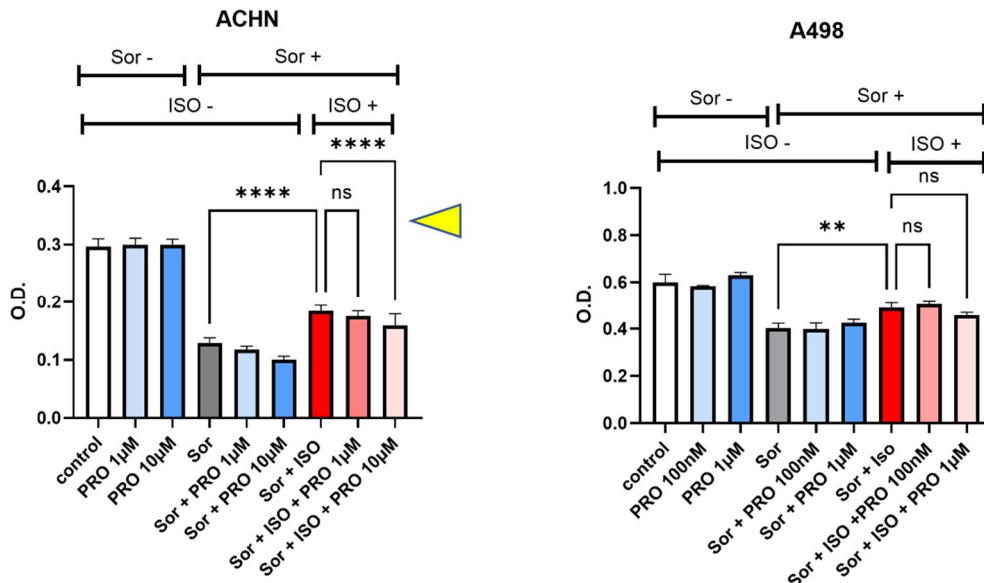 ACHN
Sor -
Sor +
ISO -
ISO +
****
****
ns
0.4
0.3
0.2
0.1
0.0
O.D.
control
PRO 1µM
PRO 10µM
Sor
Sor + PRO 1µM
Sor + PRO 10µM
Sor + ISO
Sor + ISO + PRO 1µM
Sor + ISO + PRO 10µM
A498
Sor -
Sor +
ISO -
ISO +
ns
**
ns
1.0
0.8
0.6
0.4
0.2
0.0
O.D.
control
PRO 100nM
PRO 1µM
Sor
Sor + PRO 100nM
Sor + PRO 1µM
Sor + Iso
Sor + ISO +PRO 100nM
Sor + ISO + PRO 1µM